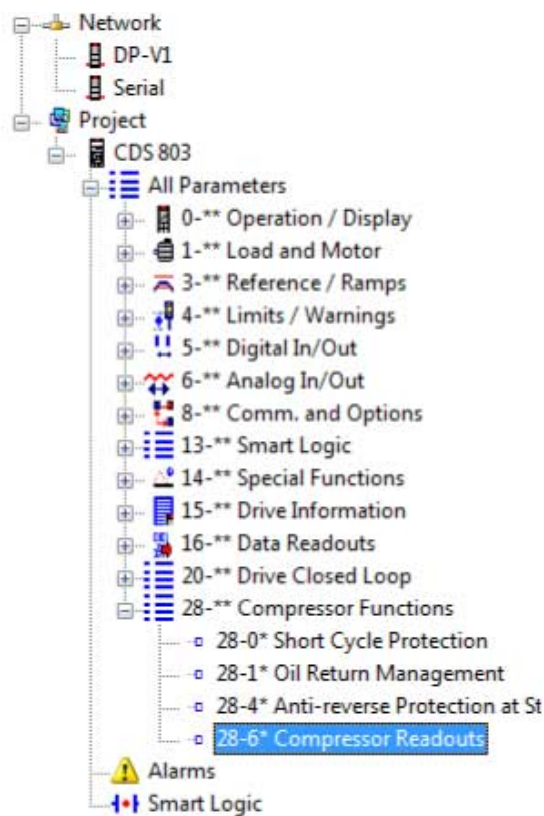 Network
DP-V1
Serial
Project
CDS 803
All Parameters
0-** Operation / Display
1-** Load and Motor
3-** Reference / Ramps
4-** Limits / Warnings
5-** Digital In/Out
6-** Analog In/Out
8-** Comm. and Options
13-** Smart Logic
14-** Special Functions
15-** Drive Information
16-** Data Readouts
20-** Drive Closed Loop
28-** Compressor Functions
28-0* Short Cycle Protection
28-1* Oil Return Management
28-4* Anti-reverse Protection at St
28-6* Compressor Readouts
Alarms
Smart Logic